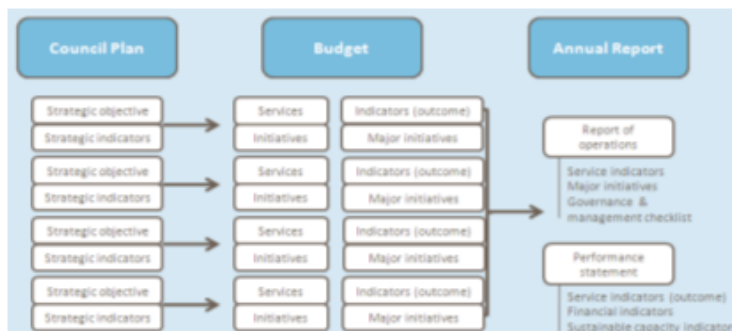 Council Plan
Budget
Annual Report
Strategic objective
Strategic indicators
Services
Initiatives
Indicators (outcome)
Major initiatives
Strategic objective
Strategic indicators
Services
Initiatives
Indicators (outcome)
Major initiatives
Strategic objective
Strategic indicators
Services
Initiatives
Indicators (outcome)
Major initiatives
Strategic objective
Strategic indicators
Services
Initiatives
Indicators (outcome)
Major initiatives
Report of
operations
Service indicators
Major initiatives
Governance &
management checklist
Performance
statement
Service indicators (outcome)
Financial indicators
Sustainable capacity indicator